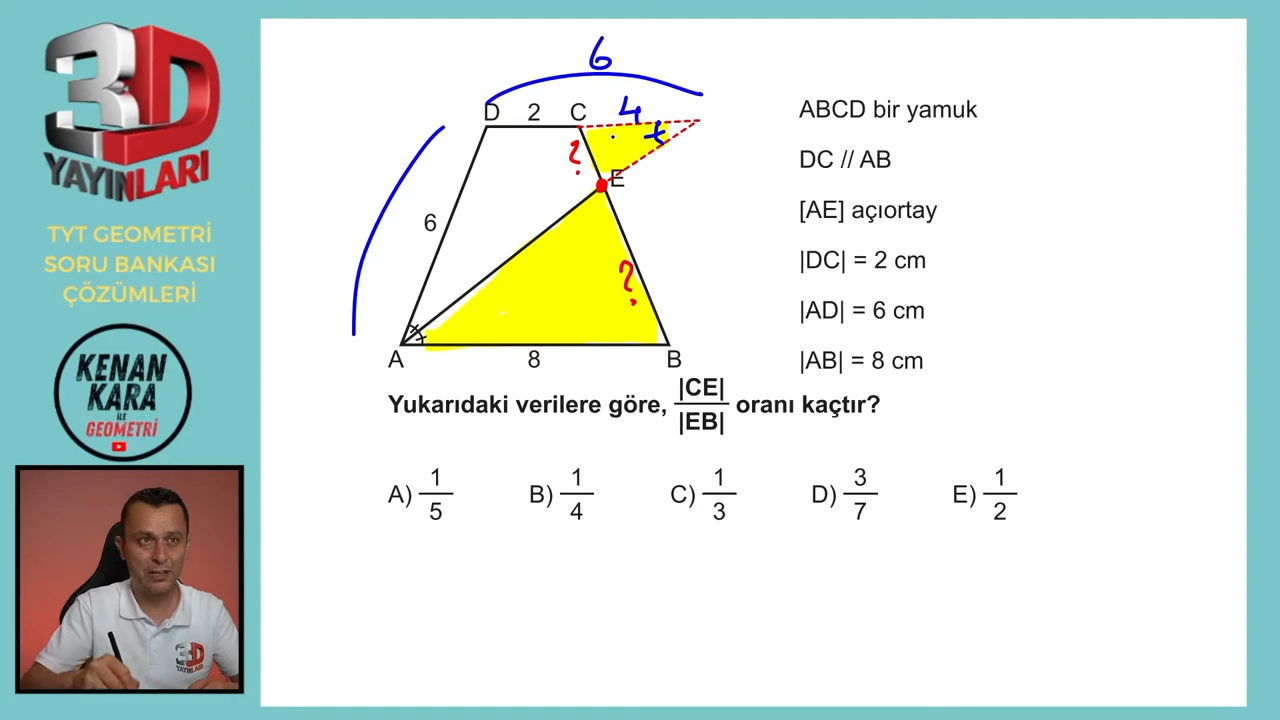 3D
YAYINLARI
TYT GEOMETRİ
SORU BANKASI
ÇÖZÜMLERİ
KENAN
KARA
İLE
GEOMETRİ
3D
YAYINLARI
6
D 2 C 4
?
E
6
?
A 8 B
ABCD bir yamuk
DC // AB
[AE] açıortay
|DC| = 2 cm
|AD| = 6 cm
|AB| = 8 cm
Yukarıdaki verilere göre, |CE| / |EB| oranı kaçtır?
A) 1/5 B) 1/4 C) 1/3 D) 3/7 E) 1/2